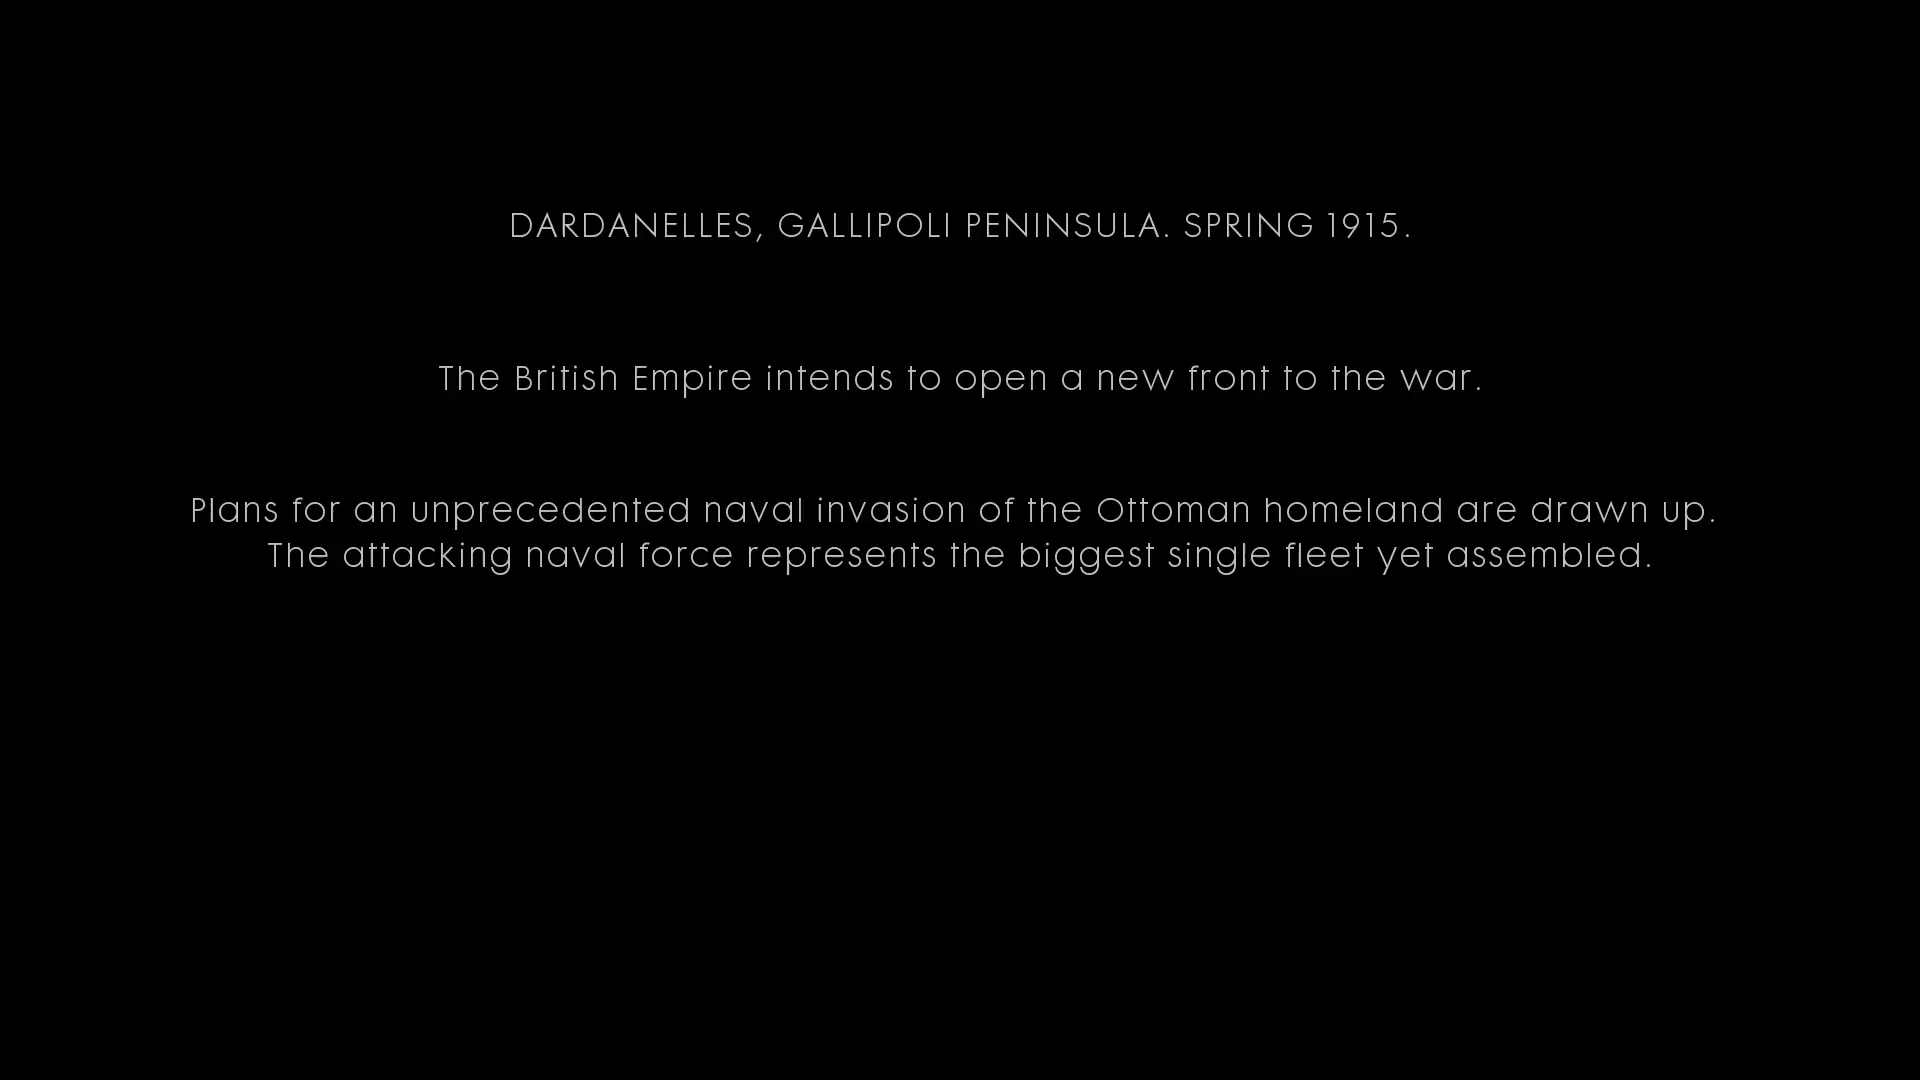 DARDANELLES, GALLIPOLI PENINSULA. SPRING 1915.
The British Empire intends to open a new front to the war.
Plans for an unprecedented naval invasion of the Ottoman homeland are drawn up.
The attacking naval force represents the biggest single fleet yet assembled.